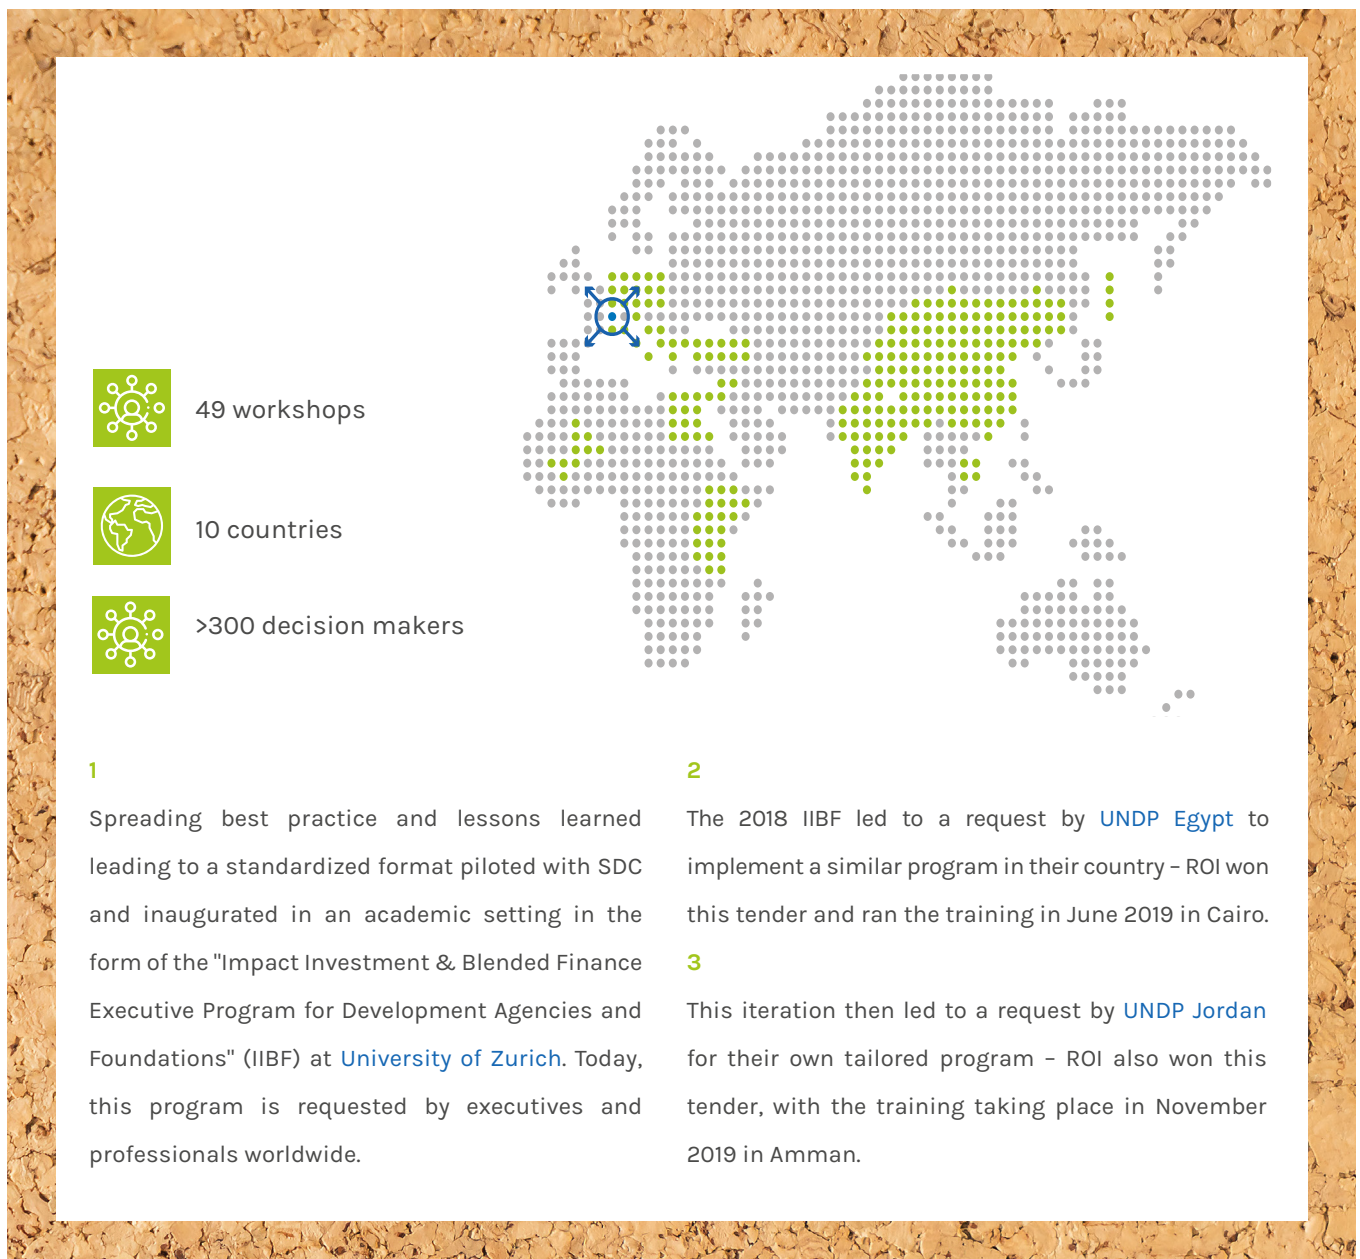 49 workshops
10 countries
>300 decision makers
1
Spreading best practice and lessons learned
leading to a standardized format piloted with SDC
and inaugurated in an academic setting in the
form of the "Impact Investment & Blended Finance
Executive Program for Development Agencies and
Foundations" (IIBF) at University of Zurich. Today,
this program is requested by executives and
professionals worldwide.
2
The 2018 IIBF led to a request by UNDP Egypt to
implement a similar program in their country – ROI won
this tender and ran the training in June 2019 in Cairo.
3
This iteration then led to a request by UNDP Jordan
for their own tailored program – ROI also won this
tender, with the training taking place in November
2019 in Amman.